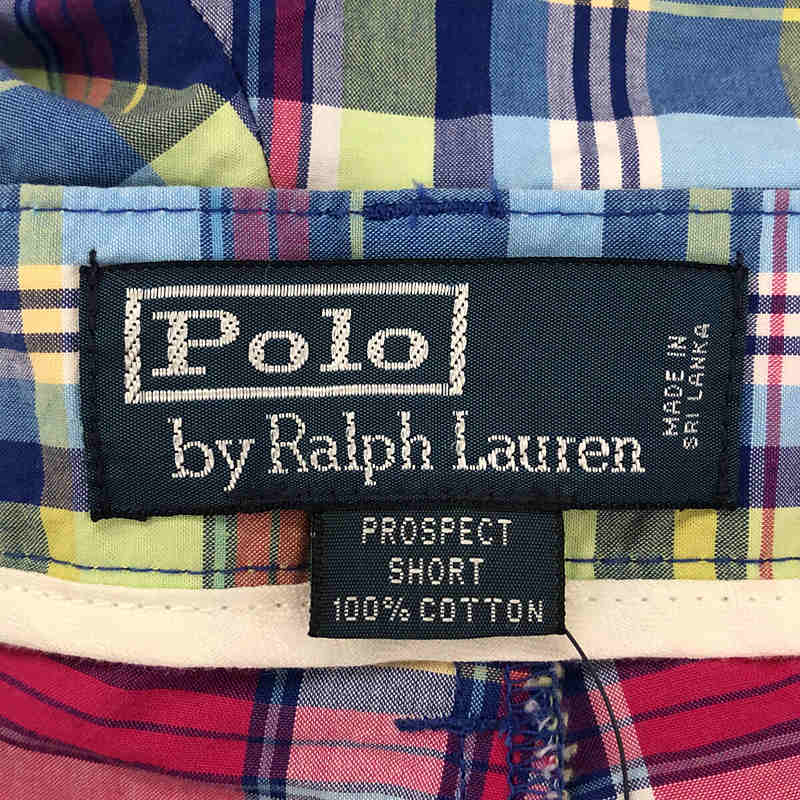 Polo
by Ralph Lauren
MADE IN
SRI LANKA
PROSPECT
SHORT
100% COTTON